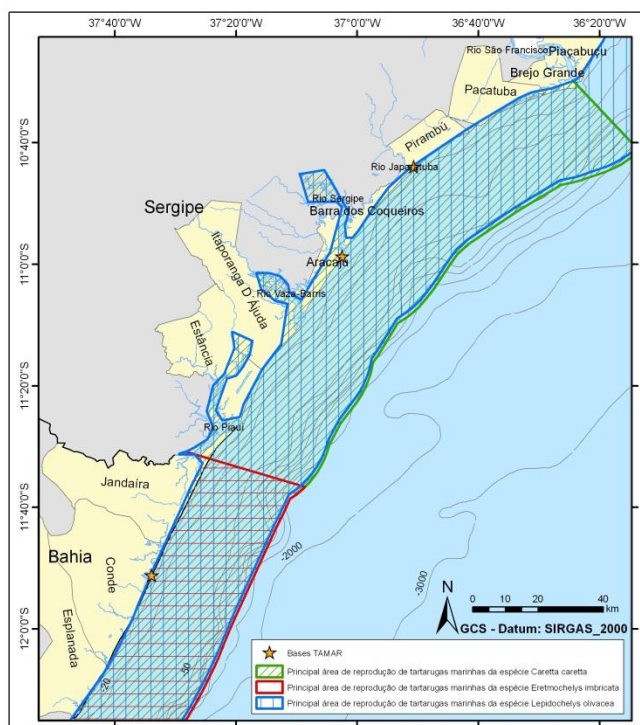 37°40'0"W
37°20'0"W
37°0'0"W
36°40'0"W
36°20'0"W
Rio São Francisco
Piaçabuçu
Brejo Grande
Pacatuba
Pirambú
10°40'0"S
Rio Japaratuba
Rio Sergipe
Sergipe
Barra dos Coqueiros
Itaporanga D'Ajuda
Aracaju
11°0'0"S
Rio Vaza-Barris
Estância
11°20'0"S
Rio Piauí
Jandaíra
11°40'0"S
Bahia
Conde
Esplanada
-2000
-3000
N
0 10 20 40
km
GCS - Datum: SIRGAS_2000
12°0'0"S
-20
-50
Bases TAMAR
Principal área de reprodução de tartarugas marinhas da espécie Caretta caretta
Principal área de reprodução de tartarugas marinhas da espécie Eretmochelys imbricata
Principal área de reprodução de tartarugas marinhas da espécie Lepidochelys olivacea